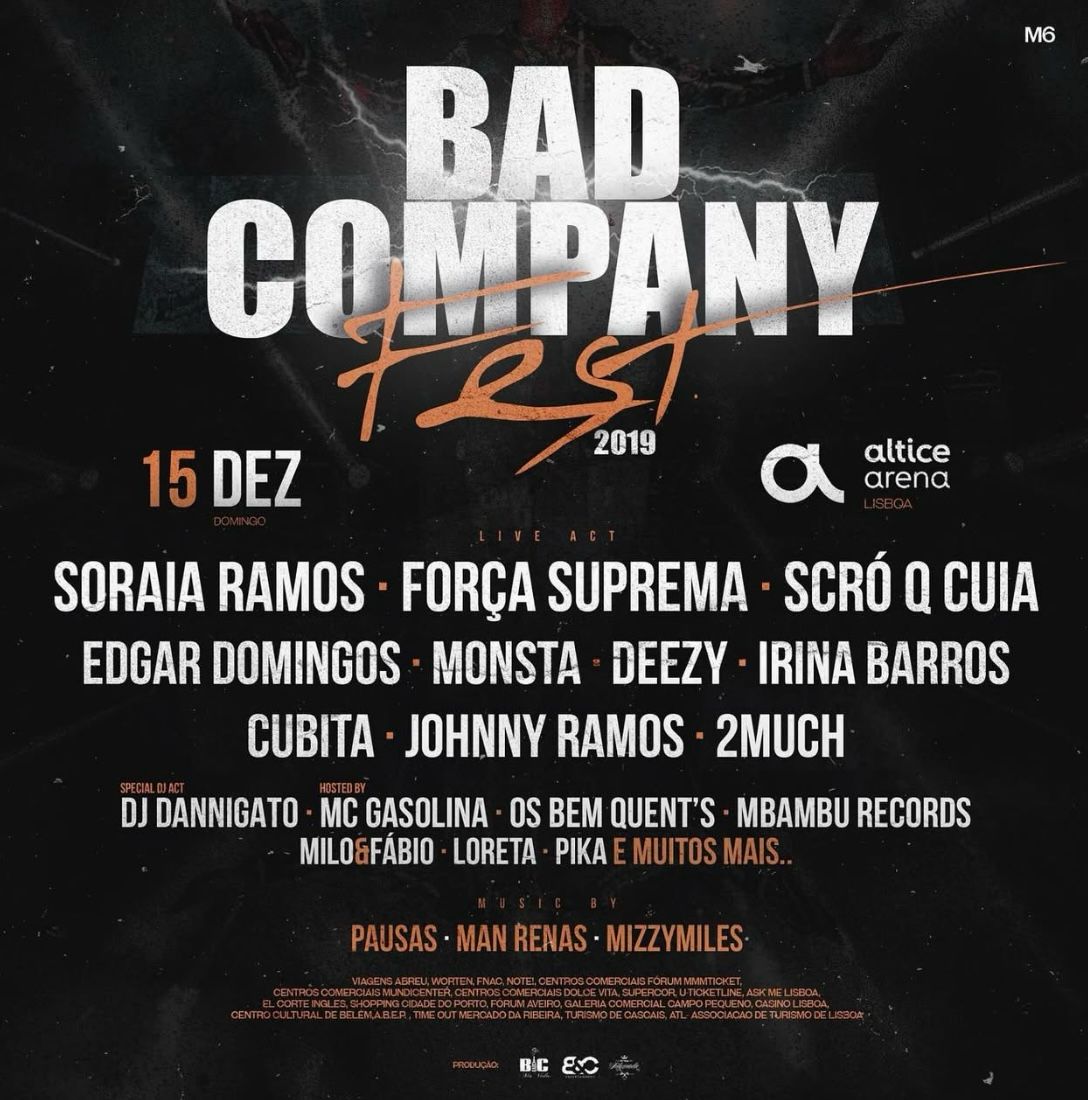 M6
BAD
COMPANY
Fest
2019
15 DEZ
DOMINGO
altice
arena
LISBOA
LIVE ACT
SORAIA RAMOS · FORÇA SUPREMA · SCRÓ Q CUIA
EDGAR DOMINGOS · MONSTA · DEEZY · IRINA BARROS
CUBITA · JOHNNY RAMOS · 2MUCH
SPECIAL DJ ACT HOSTED BY
DJ DANNIGATO · MC GASOLINA · OS BEM QUENT'S · MBAMBU RECORDS
MILO&FÁBIO · LORETA · PIKA E MUITOS MAIS..
MUSIC BY
PAUSAS · MAN RENAS · MIZZYMILES
VIAGENS ABREU, WORTEN, FNAC, NOTE!, CENTROS COMERCIAIS FÓRUM MMMTICKET,
CENTROS COMERCIAIS MUNDICENTER, CENTROS COMERCIAIS DOLCE VITA, SUPERCOR, U.TICKETLINE, ASK ME LISBOA,
EL CORTE INGLES, SHOPPING CIDADE DO PORTO, FORUM AVEIRO, GALERIA COMERCIAL CAMPO PEQUENO, CASINO LISBOA,
CENTRO CULTURAL DE BELÉM,A.B.E.P. , TIME OUT MERCADO DA RIBEIRA, TURISMO DE CASCAIS, ATL- ASSOCIACAO DE TURISMO DE LISBOA
PRODUÇÃO: BIC B&C